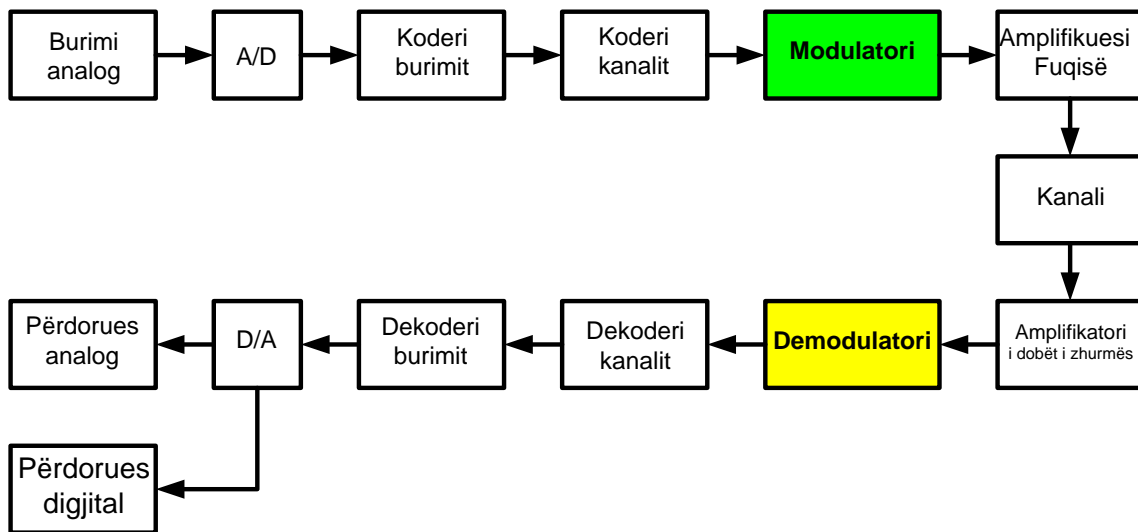 Burimi
analog
A/D
Koderi
burimit
Koderi
kanalit
Modulatori
Amplifikuesi
Fuqisë
Kanali
Përdorues
analog
D/A
Dekoderi
burimit
Dekoderi
kanalit
Demodulatori
Amplifikatori
i dobët i zhurmës
Përdorues
digjital